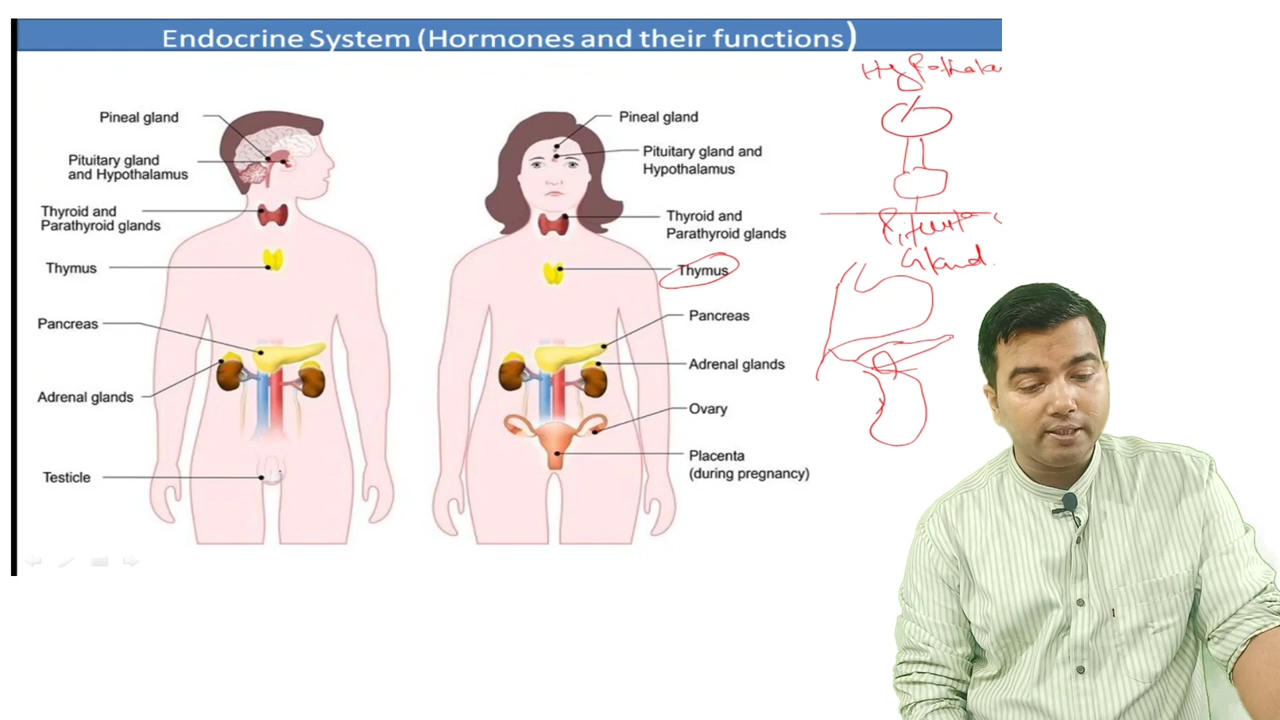 Endocrine System (Hormones and their functions)
Pineal gland
Pituitary gland
and Hypothalamus
Thyroid and
Parathyroid glands
Thymus
Pancreas
Adrenal glands
Testicle
Pineal gland
Pituitary gland and
Hypothalamus
Thyroid and
Parathyroid glands
Thymus
Pancreas
Adrenal glands
Ovary
Placenta
(during pregnancy)
Gland.